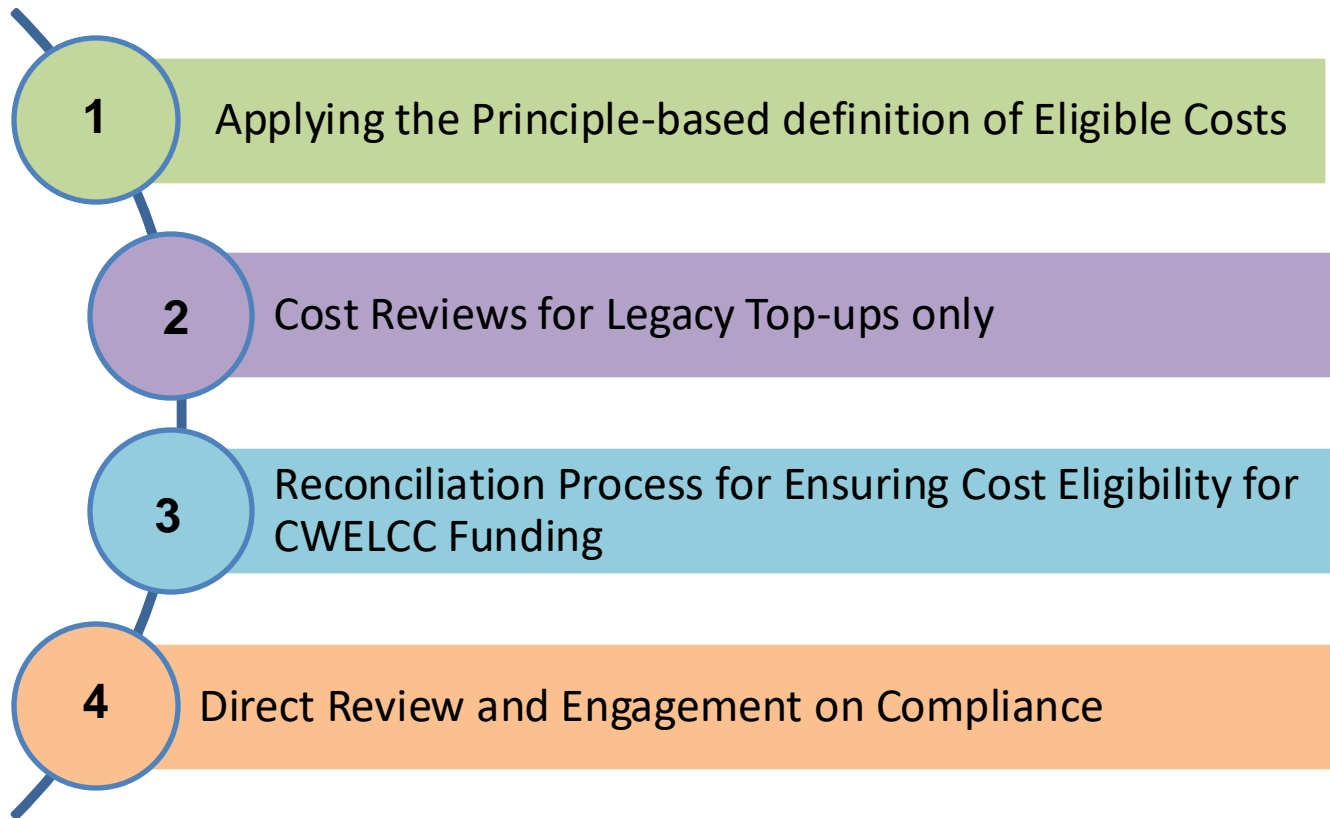 1
Applying the Principle-based definition of Eligible Costs
2
Cost Reviews for Legacy Top-ups only
3
Reconciliation Process for Ensuring Cost Eligibility for
CWELCC Funding
4
Direct Review and Engagement on Compliance